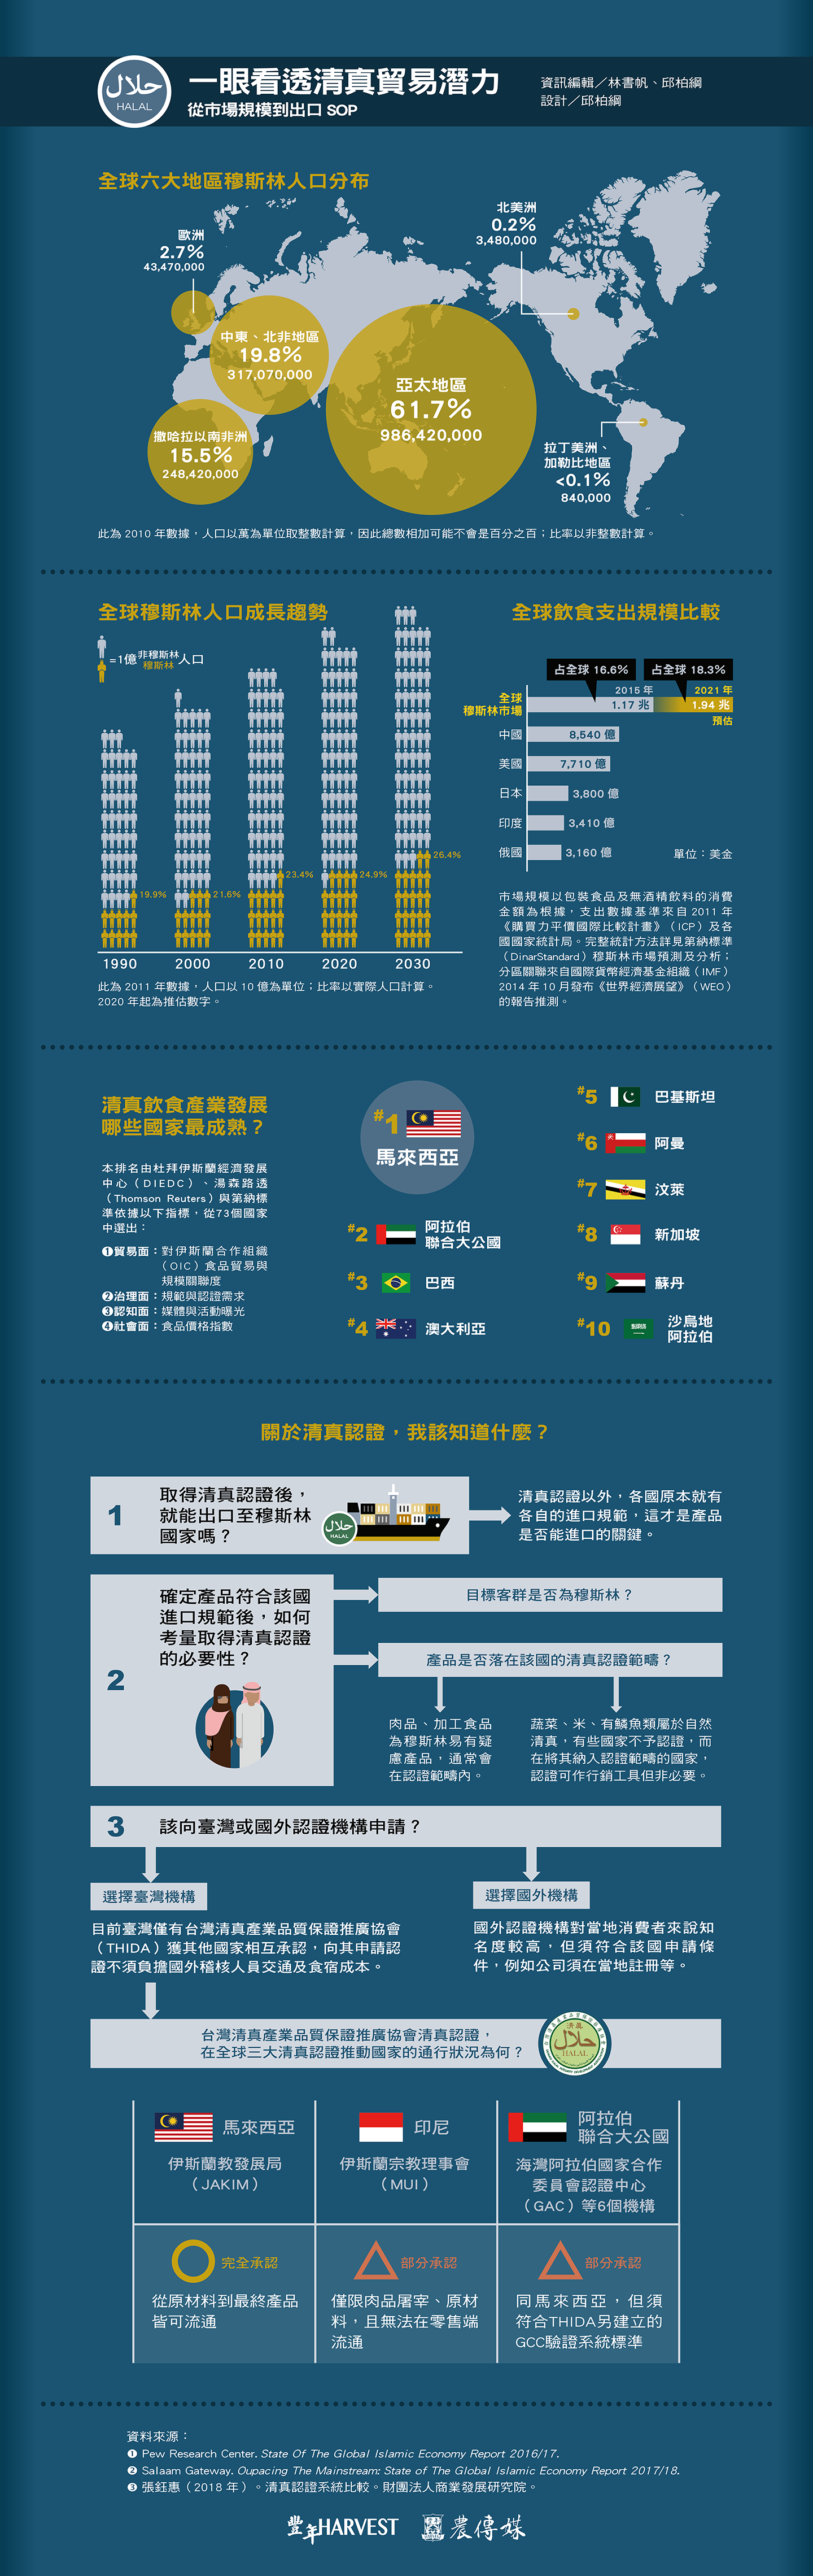 حلال
HALAL
一眼看透清真貿易潛力
從市場規模到出口 SOP
資訊編輯／林書帆、邱柏綱
設計／邱柏綱
全球六大地區穆斯林人口分布
北美洲
0.2%
3,480,000
歐洲
2.7%
43,470,000
中東、北非地區
19.8%
317,070,000
亞太地區
61.7%
986,420,000
撒哈拉以南非洲
15.5%
248,420,000
拉丁美洲、
加勒比地區
<0.1%
840,000
此為 2010 年數據，人口以萬為單位取整數計算，因此總數相加可能不會是百分之百；比率以非整數計算。
全球穆斯林人口成長趨勢
=1億 非穆斯林 穆斯林 人口
19.9%
21.6%
23.4%
24.9%
26.4%
1990 2000 2010 2020 2030
此為 2011 年數據，人口以 10 億為單位；比率以實際人口計算。
2020 年起為推估數字。
全球飲食支出規模比較
占全球 16.6% 占全球 18.3%
2015 年 2021 年
全球
穆斯林市場
1.17 兆 1.94 兆
預估
中國 8,540 億
美國 7,710 億
日本 3,800 億
印度 3,410 億
俄國 3,160 億
單位：美金
市場規模以包裝食品及無酒精飲料的消費
金額為根據，支出數據基準來自 2011 年
《購買力平價國際比較計畫》（ICP）及各
國國家統計局。完整統計方法詳見第納標準
（DinarStandard）穆斯林市場預測及分析；
分區關聯來自國際貨幣經濟基金組織（IMF）
2014 年 10 月發布《世界經濟展望》（WEO）
的報告推測。
清真飲食產業發展
哪些國家最成熟？
本排名由杜拜伊斯蘭經濟發展
中心（DIEDC）、湯森路透
（Thomson Reuters）與第納標
準依據以下指標，從73個國家
中選出：
❶貿易面：對伊斯蘭合作組織
（OIC）食品貿易與
規模關聯度
❷治理面：規範與認證需求
❸認知面：媒體與活動曝光
❹社會面：食品價格指數
#1
馬來西亞
#2 阿拉伯
聯合大公國
#3 巴西
#4 澳大利亞
#5 巴基斯坦
#6 阿曼
#7 汶萊
#8 新加坡
#9 蘇丹
#10 沙烏地
阿拉伯
關於清真認證，我該知道什麼？
1
取得清真認證後，
就能出口至穆斯林
國家嗎？
حلال
HALAL
清真認證以外，各國原本就有
各自的進口規範，這才是產品
是否能進口的關鍵。
2
確定產品符合該國
進口規範後，如何
考量取得清真認證
的必要性？
目標客群是否為穆斯林？
產品是否落在該國的清真認證範疇？
肉品、加工食品
為穆斯林易有疑
慮產品，通常會
在認證範疇內。
蔬菜、米、有鱗魚類屬於自然
清真，有些國家不予認證，而
在將其納入認證範疇的國家，
認證可作行銷工具但非必要。
3 該向臺灣或國外認證機構申請？
選擇臺灣機構
目前臺灣僅有台灣清真產業品質保證推廣協會
（THIDA）獲其他國家相互承認，向其申請認
證不須負擔國外稽核人員交通及食宿成本。
選擇國外機構
國外認證機構對當地消費者來說知
名度較高，但須符合該國申請條
件，例如公司須在當地註冊等。
台灣清真產業品質保證推廣協會清真認證，
在全球三大清真認證推動國家的通行狀況為何？
清真
حلال
HALAL
馬來西亞
伊斯蘭教發展局
（JAKIM）
印尼
伊斯蘭宗教理事會
（MUI）
阿拉伯
聯合大公國
海灣阿拉伯國家合作
委員會認證中心
（GAC）等6個機構
完全承認
從原材料到最終產品
皆可流通
部分承認
僅限肉品屠宰、原材
料，且無法在零售端
流通
部分承認
同馬來西亞，但須
符合THIDA另建立的
GCC驗證系統標準
資料來源：
❶ Pew Research Center. State Of The Global Islamic Economy Report 2016/17.
❷ Salaam Gateway. Oupacing The Mainstream: State of The Global Islamic Economy Report 2017/18.
❸ 張鈺惠（2018 年）。清真認證系統比較。財團法人商業發展研究院。
豐年HARVEST 農傳媒